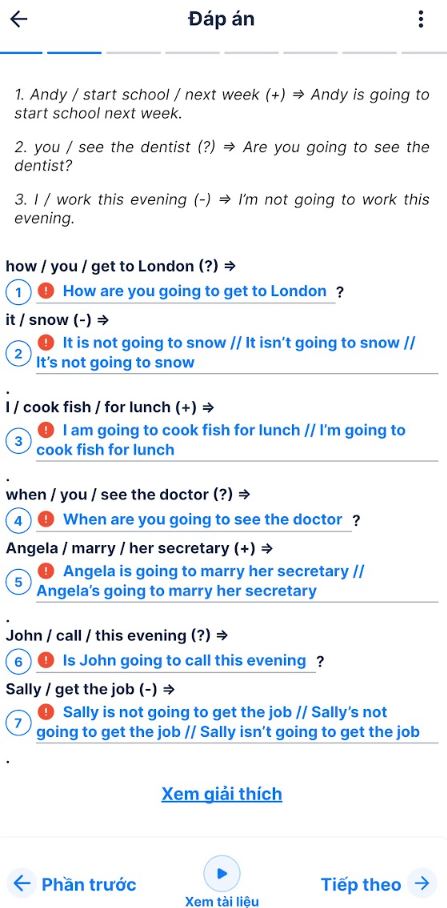 Đáp án
1. Andy / start school / next week (+) ⇒ Andy is going to
start school next week.
2. you / see the dentist (?) ⇒ Are you going to see the
dentist?
3. I / work this evening (-) ⇒ I'm not going to work this
evening.
how / you / get to London (?) ⇒
1 ! How are you going to get to London ?
it / snow (-) ⇒
2 ! It is not going to snow // It isn't going to snow //
It's not going to snow
.
I / cook fish / for lunch (+) ⇒
3 ! I am going to cook fish for lunch // I'm going to
cook fish for lunch
.
when / you / see the doctor (?) ⇒
4 ! When are you going to see the doctor ?
Angela / marry / her secretary (+) ⇒
5 ! Angela is going to marry her secretary //
Angela's going to marry her secretary
.
John / call / this evening (?) ⇒
6 ! Is John going to call this evening ?
Sally / get the job (-) ⇒
7 ! Sally is not going to get the job // Sally's not
going to get the job // Sally isn't going to get the job
.
Xem giải thích
← Phần trước
Xem tài liệu
Tiếp theo →